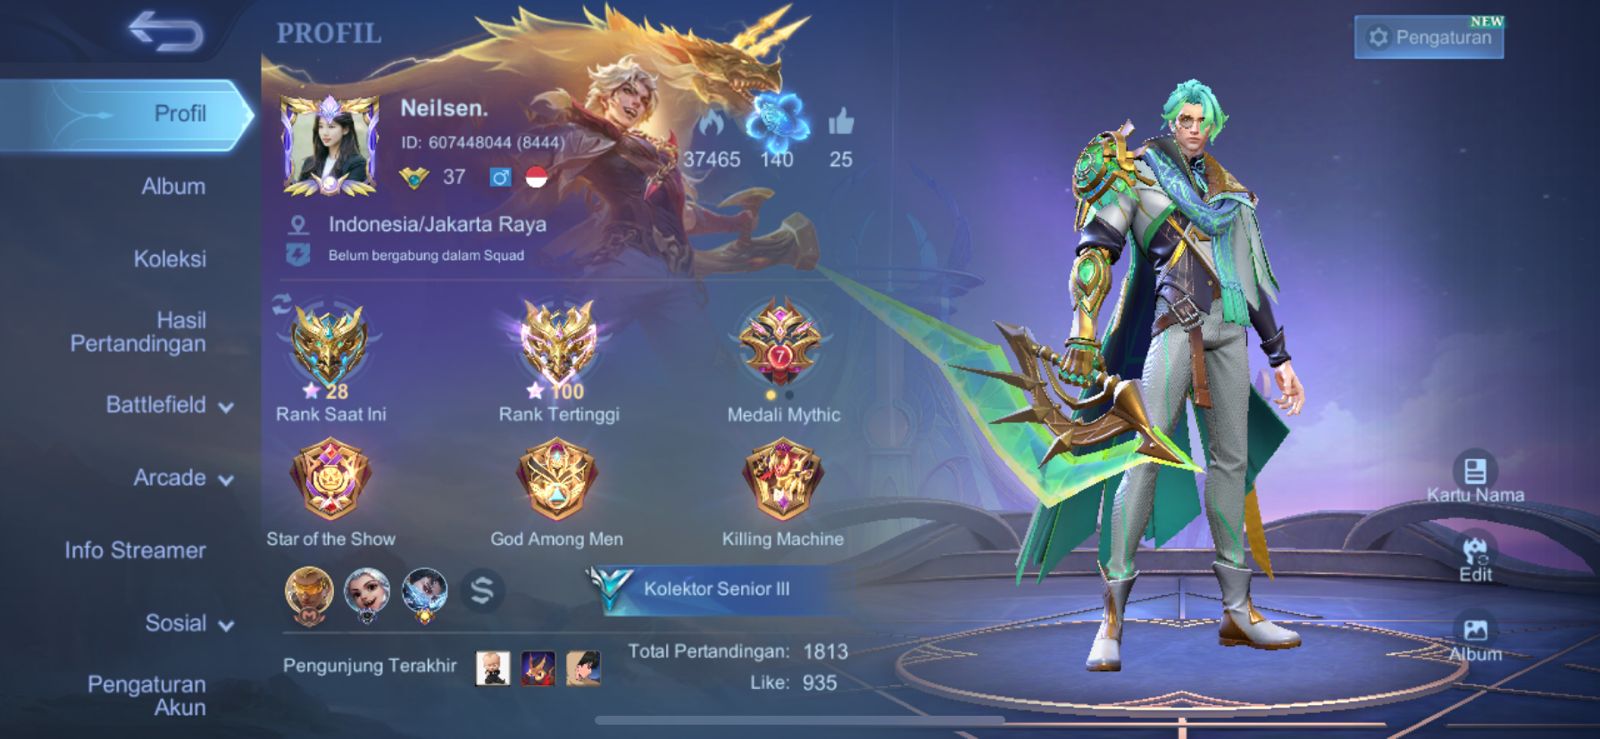 PROFIL
NEW
Pengaturan
Profil
Album
Koleksi
Hasil
Pertandingan
Battlefield
Arcade
Info Streamer
Sosial
Pengaturan
Akun
Neilsen.
ID: 607448044 (8444)
37
37465
140
25
Indonesia/Jakarta Raya
Belum bergabung dalam Squad
28
100
7
Rank Saat Ini
Rank Tertinggi
Medali Mythic
Star of the Show
God Among Men
Killing Machine
Kolektor Senior III
Pengunjung Terakhir
Total Pertandingan: 1813
Like: 935
Kartu Nama
Edit
Album